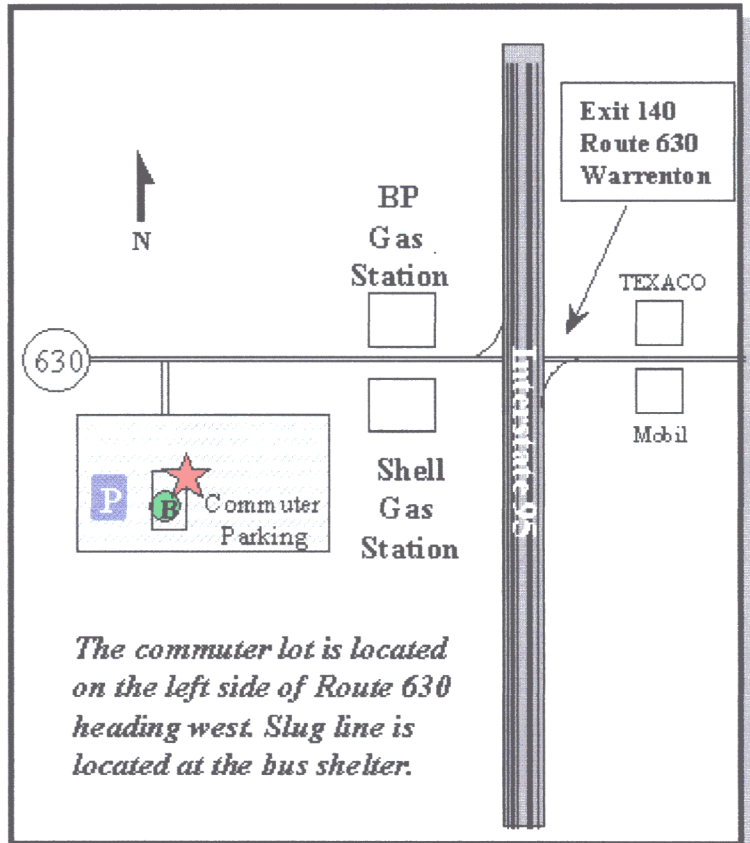 Exit 140
Route 630
Warrenton
BP
Gas
Station
N
TEXACO
630
Interstate 95
Mobil
Shell
Gas
Station
P
B
Commuter
Parking
The commuter lot is located
on the left side of Route 630
heading west. Slug line is
located at the bus shelter.